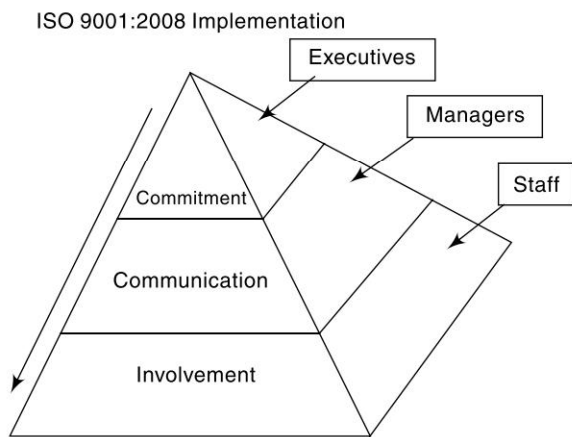 ISO 9001:2008 Implementation
Executives
Managers
Staff
Commitment
Communication
Involvement